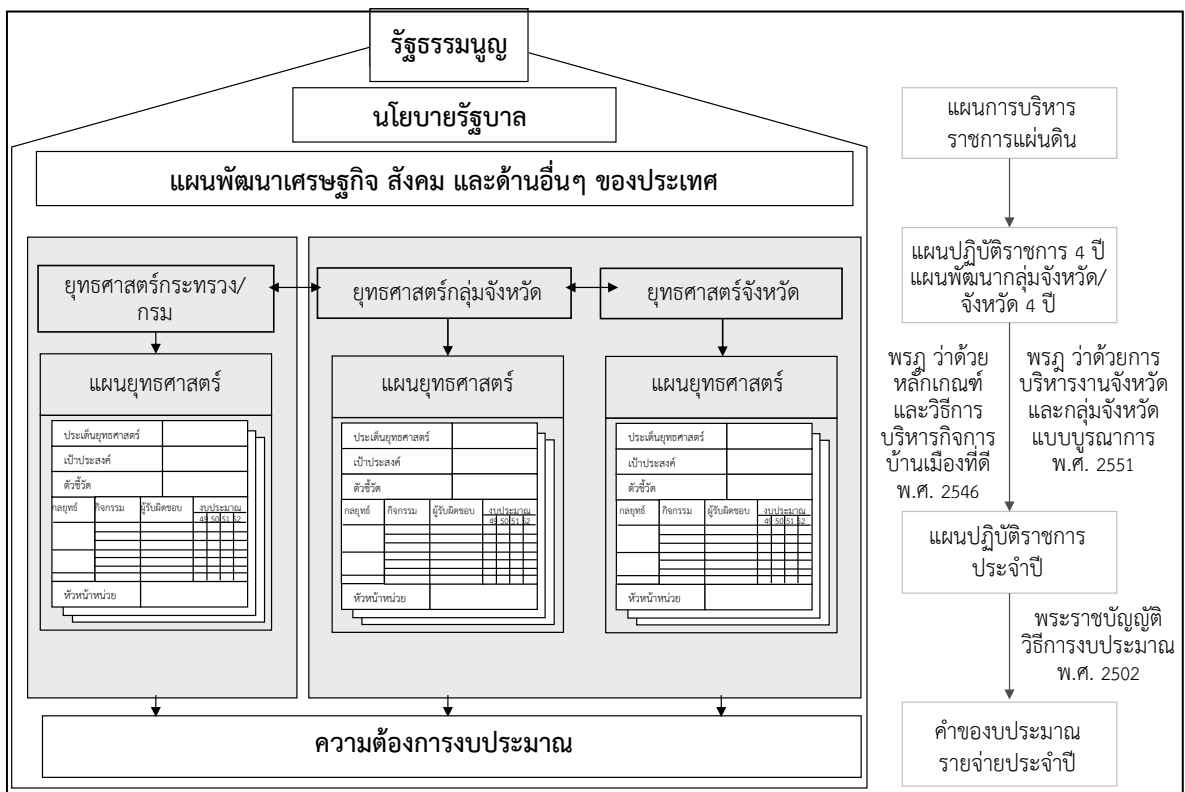 รัฐธรรมนูญ
นโยบายรัฐบาล
แผนพัฒนาเศรษฐกิจ สังคม และด้านอื่นๆ ของประเทศ
ยุทธศาสตร์กระทรวง/
กรม
ยุทธศาสตร์กลุ่มจังหวัด
ยุทธศาสตร์จังหวัด
แผนยุทธศาสตร์
ประเด็นยุทธศาสตร์
เป้าประสงค์
ตัวชี้วัด
กลยุทธ์ กิจกรรม ผู้รับผิดชอบ งบประมาณ
49 50 51 52
หัวหน้าหน่วย
แผนยุทธศาสตร์
ประเด็นยุทธศาสตร์
เป้าประสงค์
ตัวชี้วัด
กลยุทธ์ กิจกรรม ผู้รับผิดชอบ งบประมาณ
49 50 51 52
หัวหน้าหน่วย
แผนยุทธศาสตร์
ประเด็นยุทธศาสตร์
เป้าประสงค์
ตัวชี้วัด
กลยุทธ์ กิจกรรม ผู้รับผิดชอบ งบประมาณ
49 50 51 52
หัวหน้าหน่วย
ความต้องการงบประมาณ
แผนการบริหาร
ราชการแผ่นดิน
แผนปฏิบัติราชการ 4 ปี
แผนพัฒนากลุ่มจังหวัด/
จังหวัด 4 ปี
พรฎ ว่าด้วย
หลักเกณฑ์
และวิธีการ
บริหารกิจการ
บ้านเมืองที่ดี
พ.ศ. 2546
พรฎ ว่าด้วยการ
บริหารงานจังหวัด
และกลุ่มจังหวัด
แบบบูรณาการ
พ.ศ. 2551
แผนปฏิบัติราชการ
ประจำปี
พระราชบัญญัติ
วิธีการงบประมาณ
พ.ศ. 2502
คำของบประมาณ
รายจ่ายประจำปี